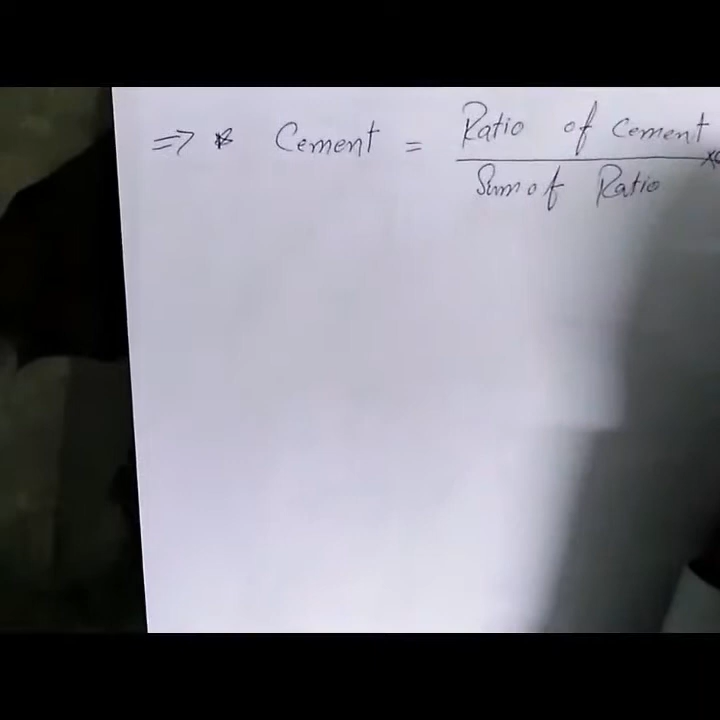 => * Cement = Ratio of Cement
Sum of Ratio ×